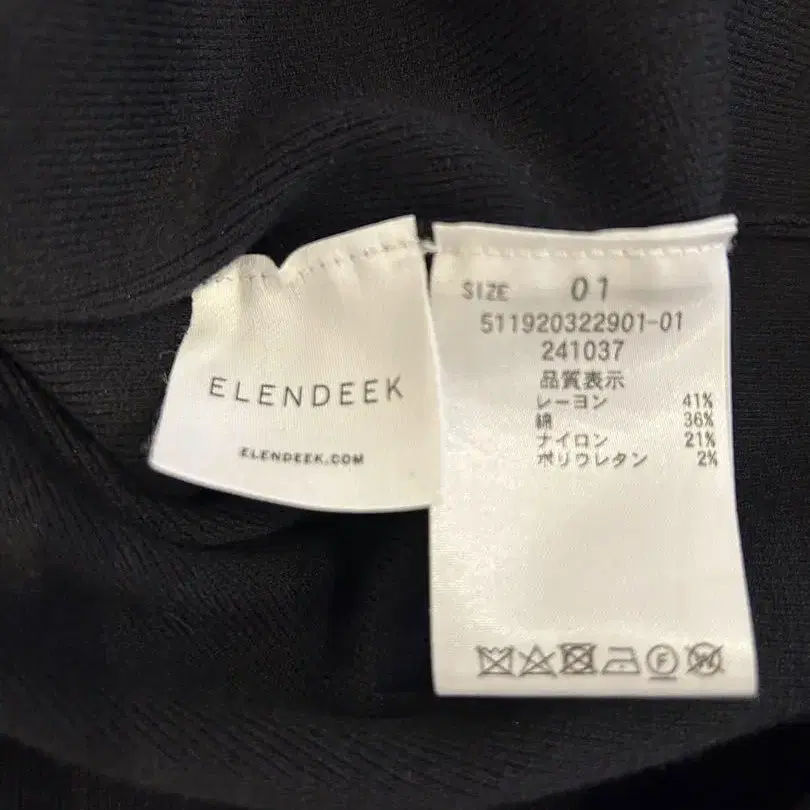 ELENDEEK
ELENDEEK.COM
SIZE 01
511920322901-01
241037
品質表示
レーヨン 41%
綿 36%
ナイロン 21%
ポリウレタン 2%
F
W